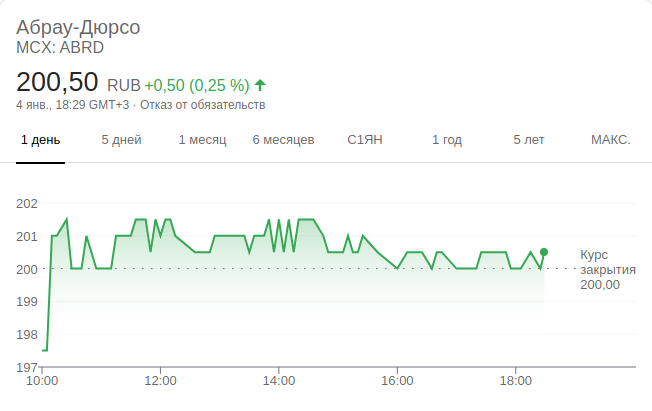 Абрау-Дюрсо
MCX: ABRD
200,50 RUB +0,50 (0,25 %)
4 янв., 18:29 GMT+3 · Отказ от обязательств
1 день 5 дней 1 месяц 6 месяцев С1ЯН 1 год 5 лет МАКС.
202
201
200
199
198
197
Курс
закрытия
200,00
10:00 12:00 14:00 16:00 18:00